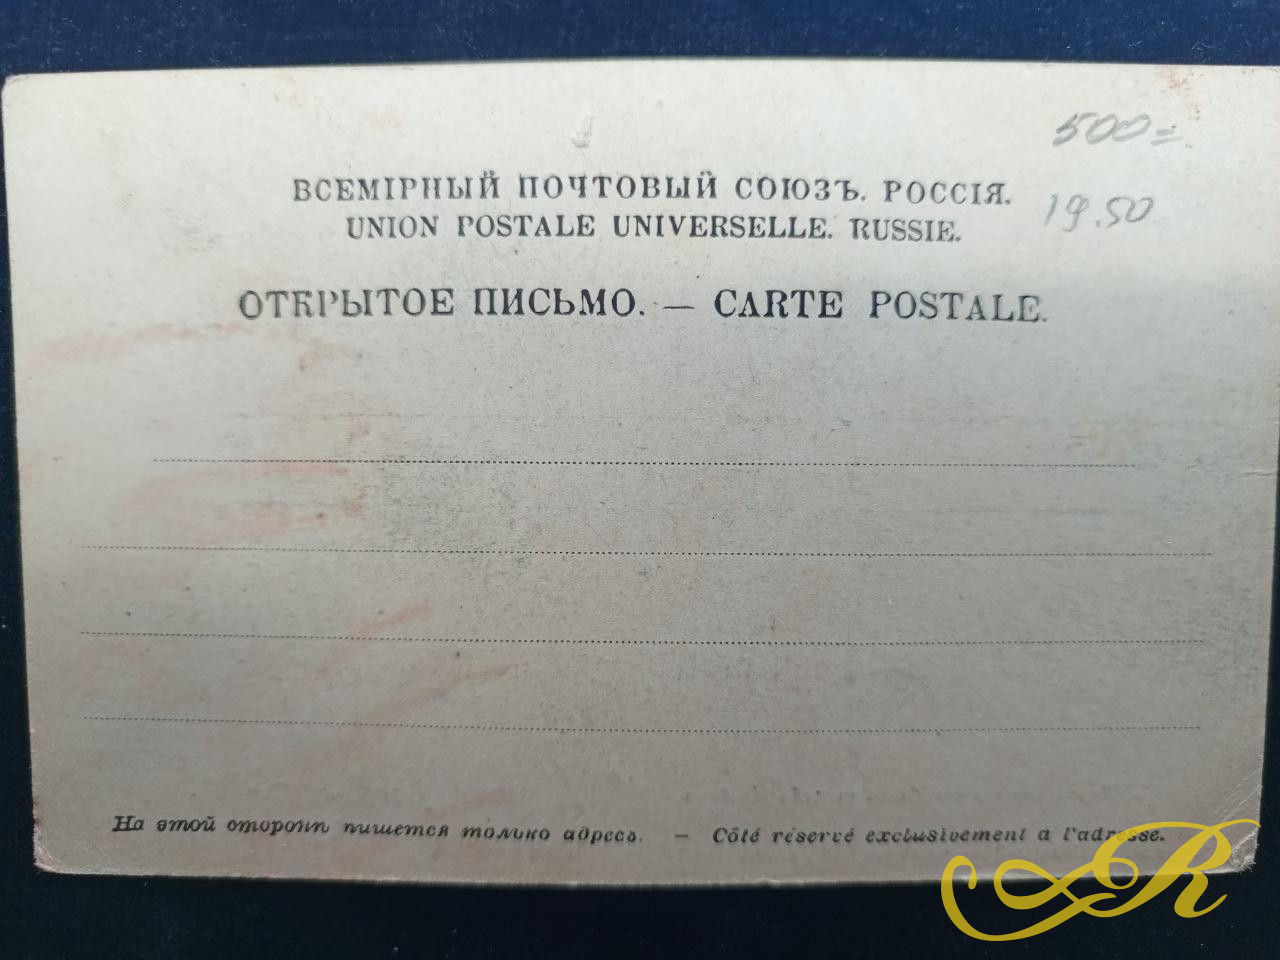 500=
ВСЕМІРНЫЙ ПОЧТОВЫЙ СОЮЗЪ. РОССІЯ.
19.50
UNION POSTALE UNIVERSELLE. RUSSIE.
ОТКРЫТОЕ ПИСЬМО. — CARTE POSTALE.
На этой сторонѣ пишется только адресъ. — Côté réservé exclusivement à l'adresse.
R